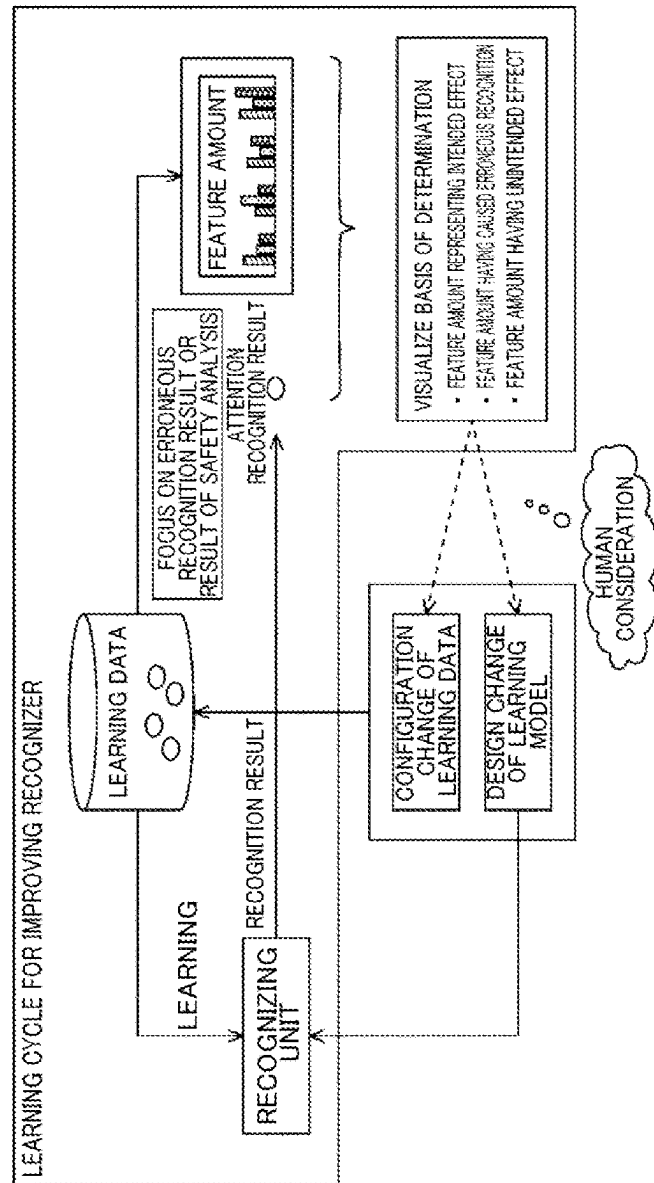 LEARNING CYCLE FOR IMPROVING RECOGNIZER
LEARNING DATA
LEARNING
FOCUS ON ERRONEOUS
RECOGNITION RESULT OR
RESULT OF SAFETY ANALYSIS
ATTENTION
RECOGNITION RESULT
FEATURE AMOUNT
RECOGNIZING
UNIT
RECOGNITION RESULT
CONFIGURATION
CHANGE OF
LEARNING DATA
DESIGN CHANGE
OF LEARNING
MODEL
VISUALIZE BASIS OF DETERMINATION
• FEATURE AMOUNT REPRESENTING INTENDED EFFECT
• FEATURE AMOUNT HAVING CAUSED ERRONEOUS RECOGNITION
• FEATURE AMOUNT HAVING UNINTENDED EFFECT
HUMAN
CONSIDERATION